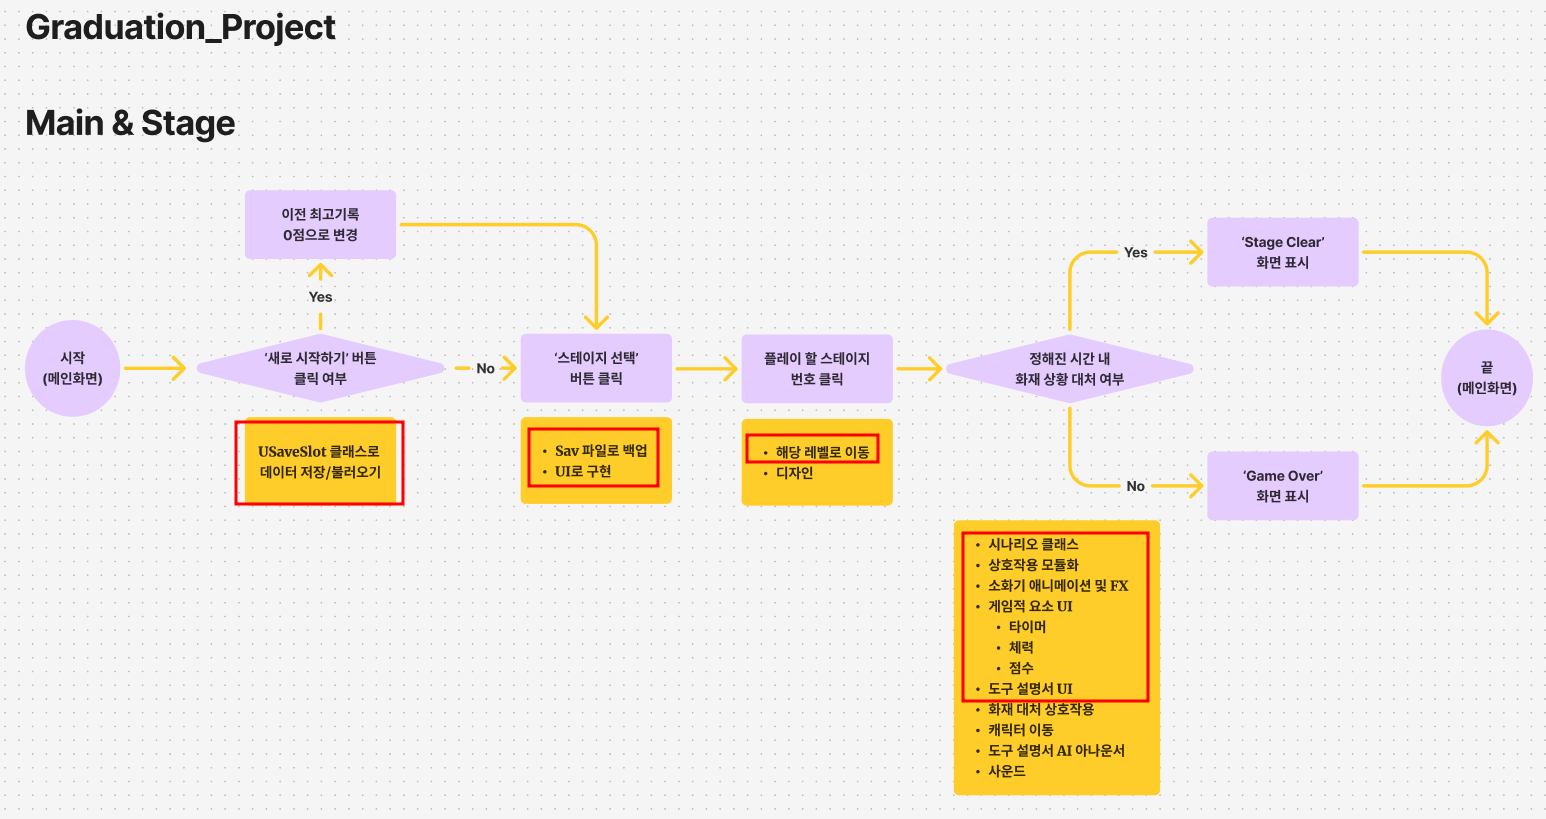 Graduation_Project
Main & Stage
시작
(메인화면)
이전 최고기록
0점으로 변경
Yes
'새로 시작하기' 버튼
클릭 여부
USaveSlot 클래스로
데이터 저장/불러오기
No
'스테이지 선택'
버튼 클릭
• Sav 파일로 백업
• UI로 구현
플레이 할 스테이지
번호 클릭
• 해당 레벨로 이동
• 디자인
정해진 시간 내
화재 상황 대처 여부
• 시나리오 클래스
• 상호작용 모듈화
• 소화기 애니메이션 및 FX
• 게임적 요소 UI
• 타이머
• 체력
• 점수
• 도구 설명서 UI
• 화재 대처 상호작용
• 캐릭터 이동
• 도구 설명서 AI 아나운서
• 사운드
Yes
‘Stage Clear’
화면 표시
No
‘Game Over’
화면 표시
끝
(메인화면)